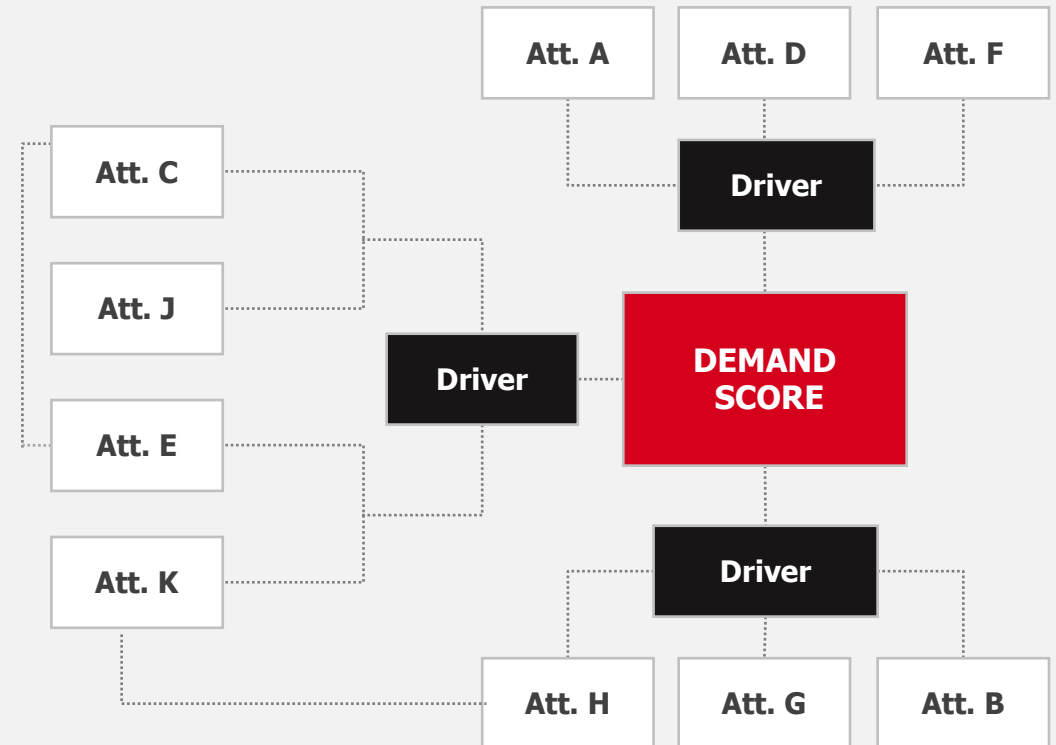 Att. A
Att. D
Att. F
Driver
Att. C
Att. J
Att. E
Att. K
Driver
DEMAND
SCORE
Driver
Att. H
Att. G
Att. B